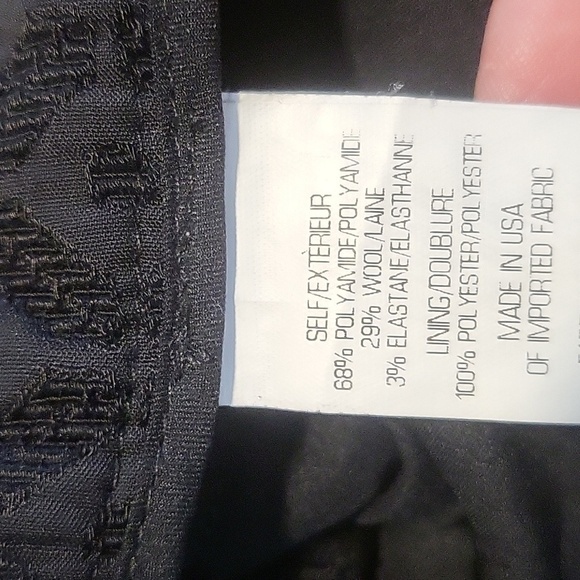 SELF/EXTERIEUR
68% POLYAMIDE/POLYAMIDE
29% WOOL/LAINE
3% ELASTANE/ELASTHANNE
LINING/DOUBLURE
100% POLYESTER/POLYESTER
MADE IN USA
OF IMPORTED FABRIC